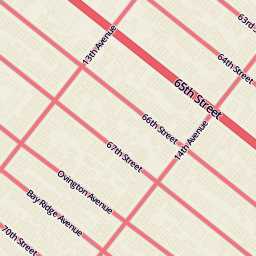 63rd
13th Avenue
64th Street
65th Street
66th Street
14th Avenue
67th Street
Ovington Avenue
Bay Ridge Avenue
70th Street